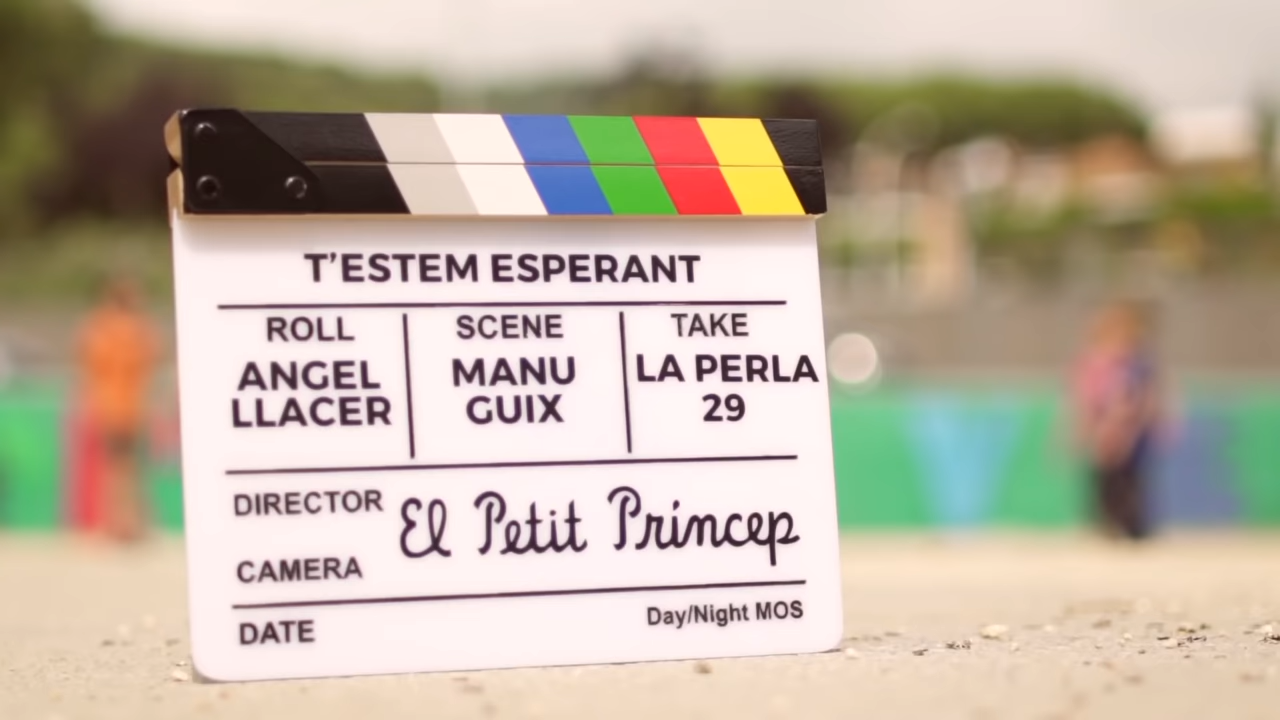 T'ESTEM ESPERANT
ROLL
ANGEL
LLACER
SCENE
MANU
GUIX
TAKE
LA PERLA
29
DIRECTOR
El Petit Príncep
CAMERA
DATE
Day/Night MOS